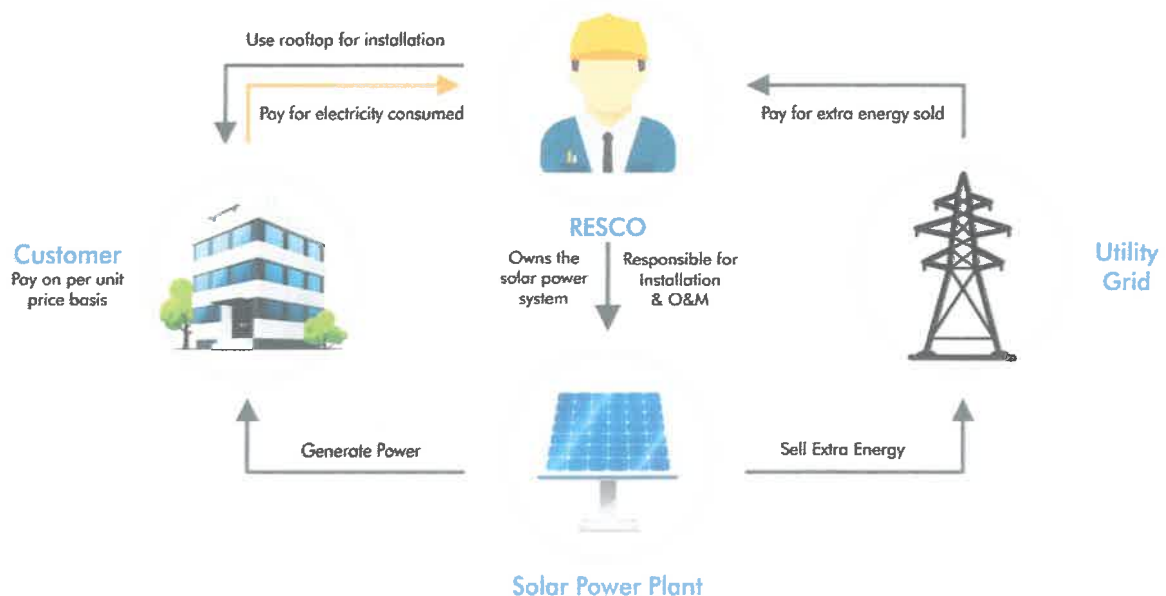 Use rooftop for installation
Pay for electricity consumed
Pay for extra energy sold
RESCO
Customer
Pay on per unit
price basis
Owns the
solar power
system
Responsible for
Installation
& O&M
Utility
Grid
Generate Power
Sell Extra Energy
Solar Power Plant